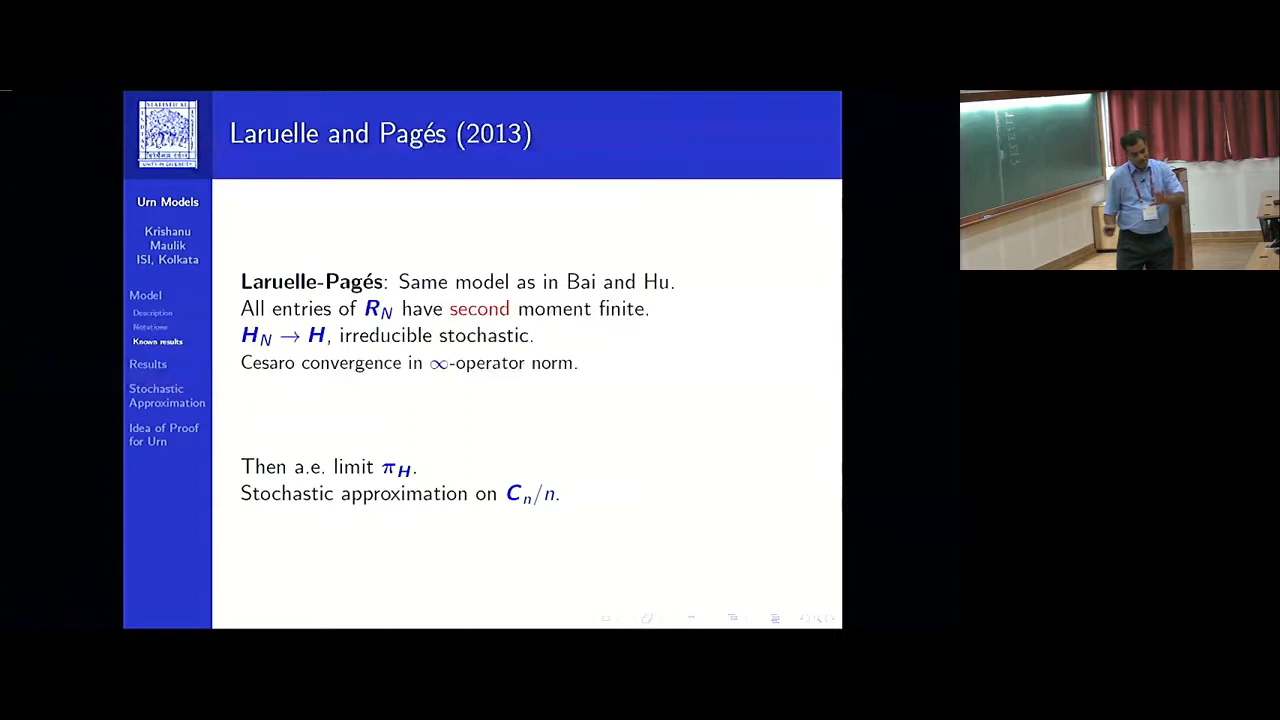 Laruelle and Pagés (2013)
Urn Models
Krishanu
Maulik
ISI, Kolkata
Model
Description
Notations
Known results
Results
Stochastic
Approximation
Idea of Proof
for Urn
Laruelle-Pagés: Same model as in Bai and Hu.
All entries of R_N have second moment finite.
H_N → H, irreducible stochastic.
Cesaro convergence in ∞-operator norm.
Then a.e. limit π_H.
Stochastic approximation on C_n/n.